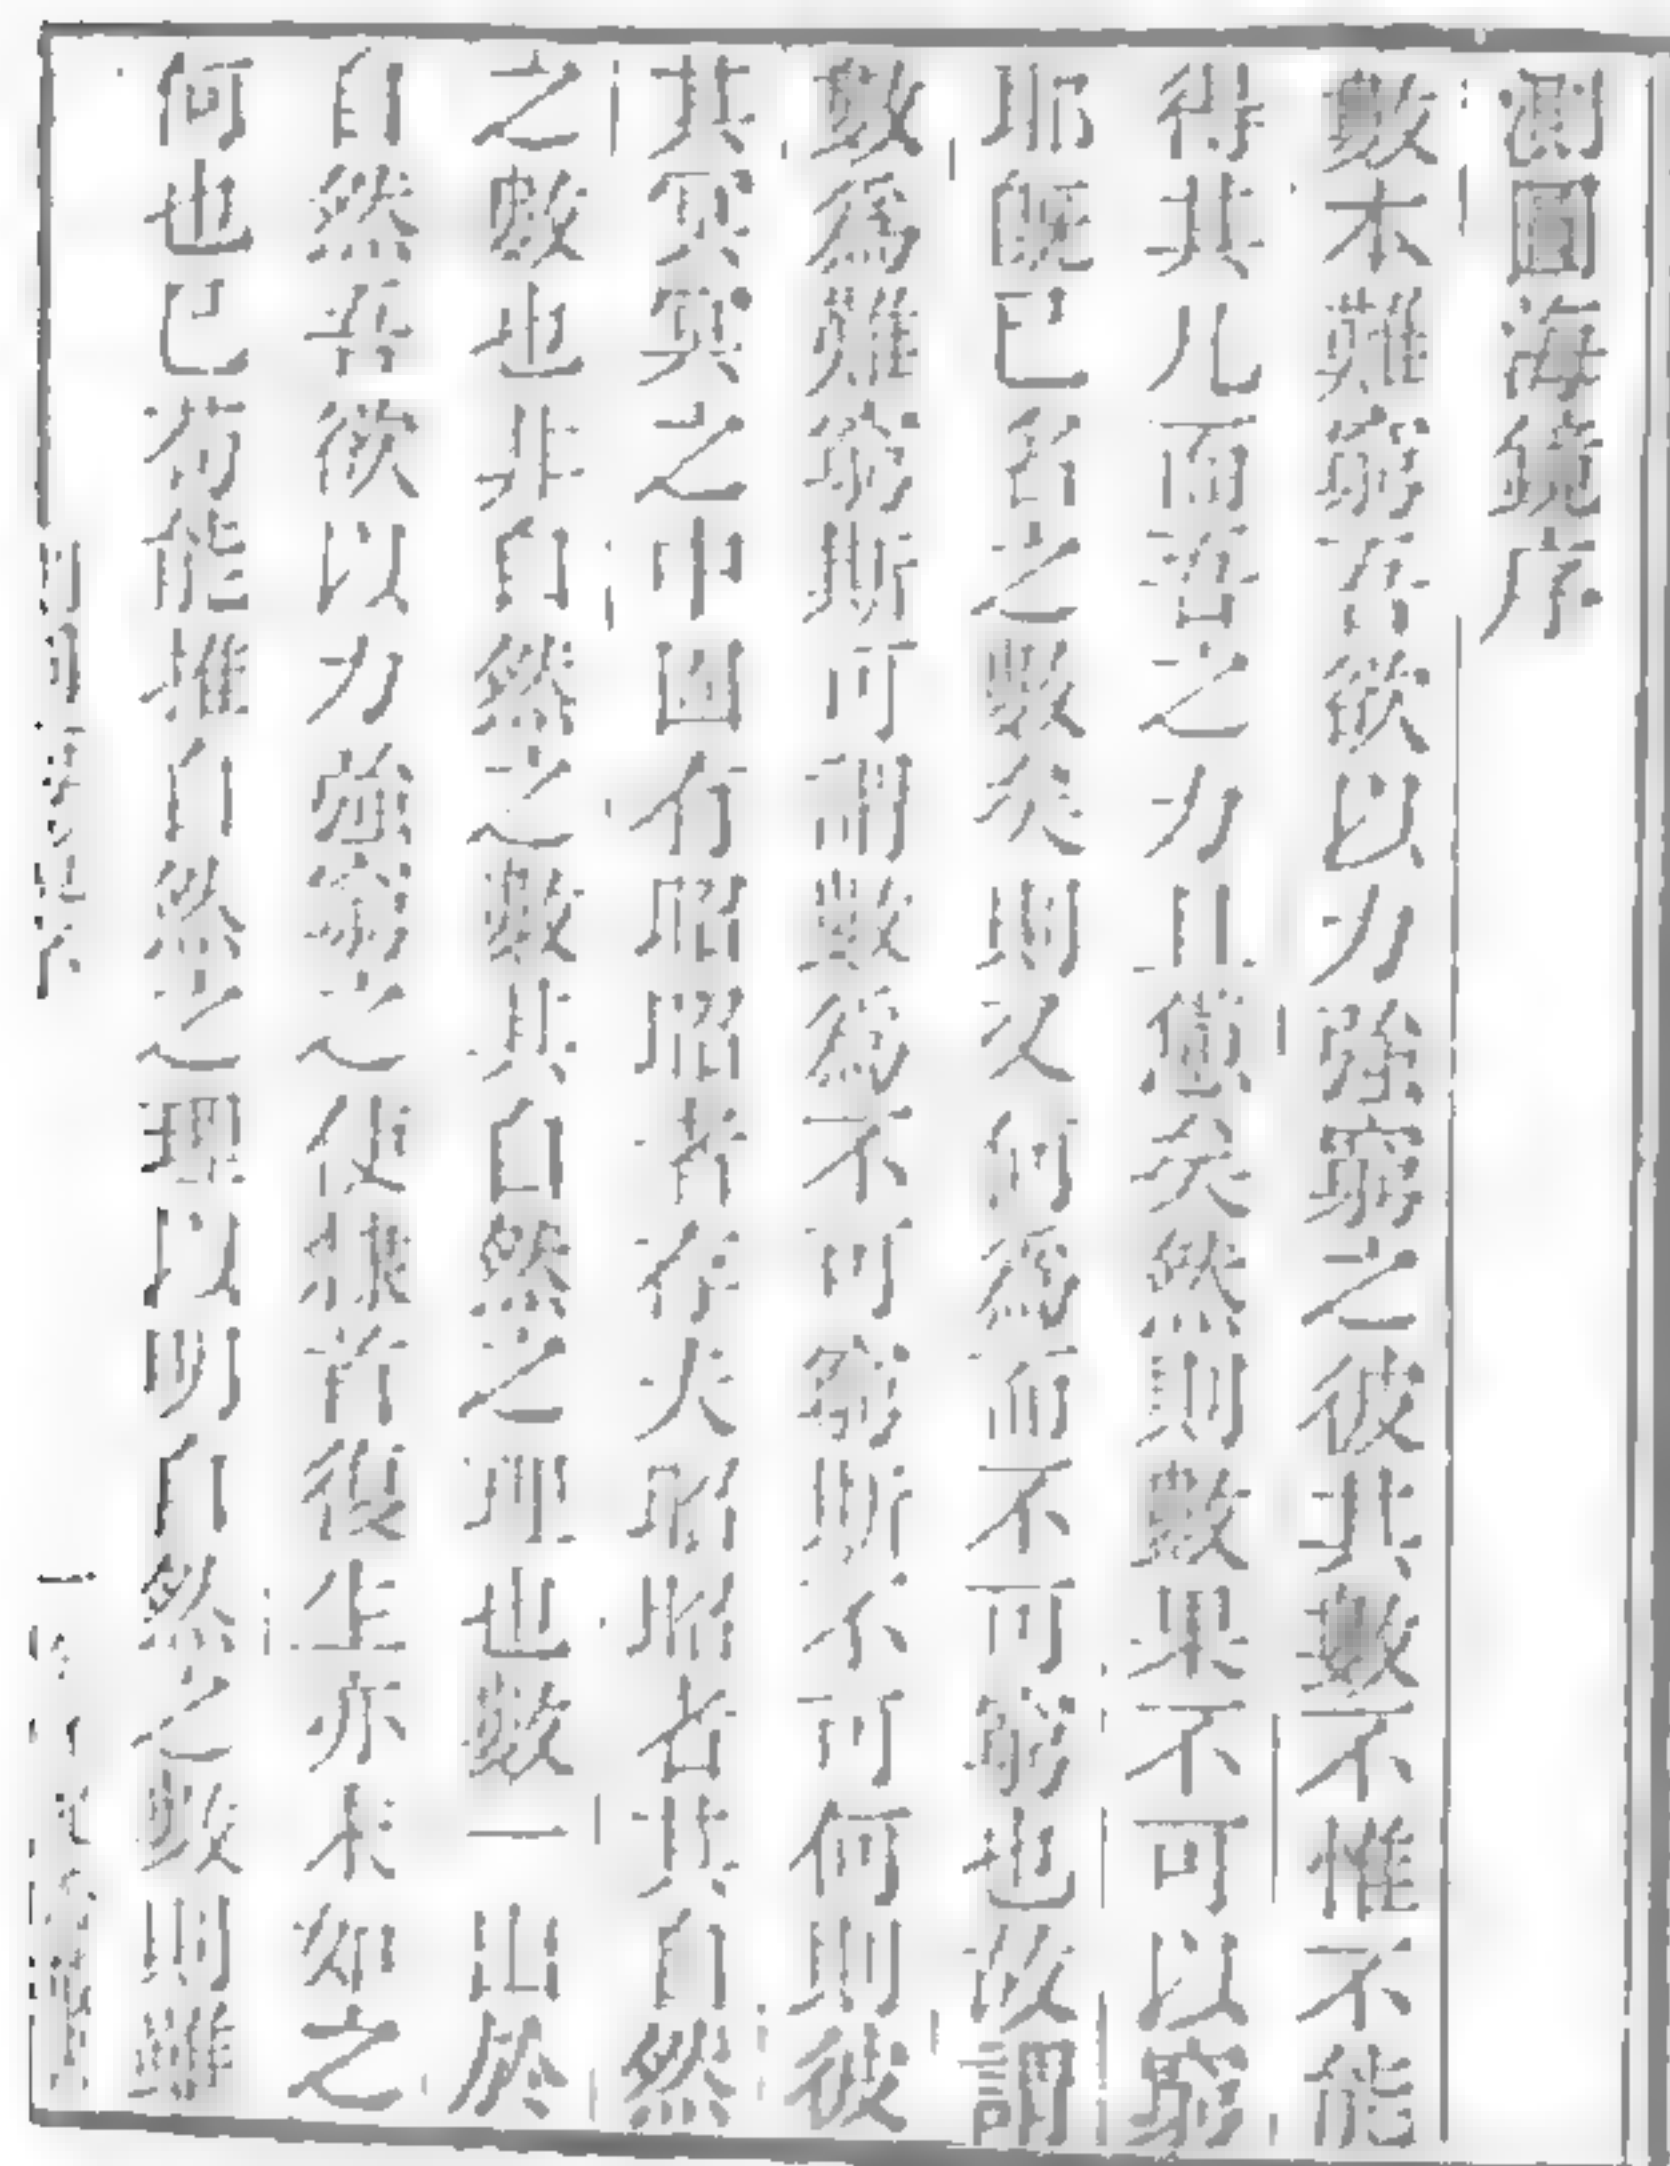 測圓海鏡序
數本難窮吾欲以力強窮之彼其數不惟不能
得其凡而吾之力且憊矣然則數果不可以窮
耶既已名之數矣則又何爲而不可窮也故謂
數爲難窮斯可謂數爲不可窮斯不可何則彼
其冥冥之中固有昭昭者存夫昭昭者其自然
之數也非自然之數其自然之理也數一出於
自然吾欲以力強窮之使隸首復生亦未如之
何也已苟能推自然之理以明自然之數則雖